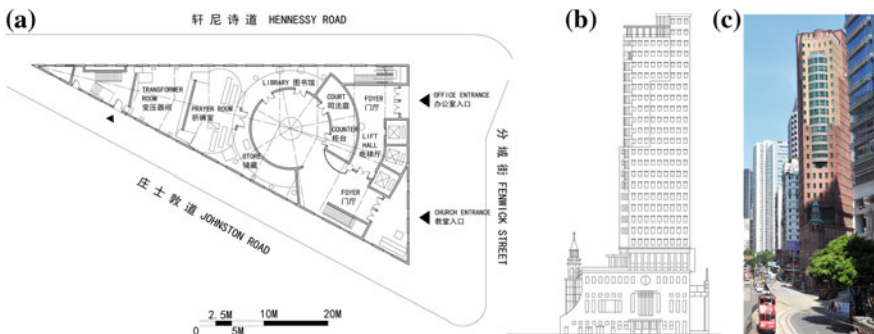 (a)
轩尼诗道 HENNESSY ROAD
TRANSFORMER
ROOM
变压器间
PRAYER ROOM
祈祷室
LIBRARY 图书馆
COURT
司法庭
COUNTER
柜台
FOYER
门厅
LIFT
HALL
电梯厅
STORE
储藏
FOYER
门厅
OFFICE ENTRANCE
办公室入口
CHURCH ENTRANCE
教堂入口
分域街 FENWICK STREET
庄士敦道 JOHNSTON ROAD
2.5M 10M 20M
0 5M
(b)
(c)